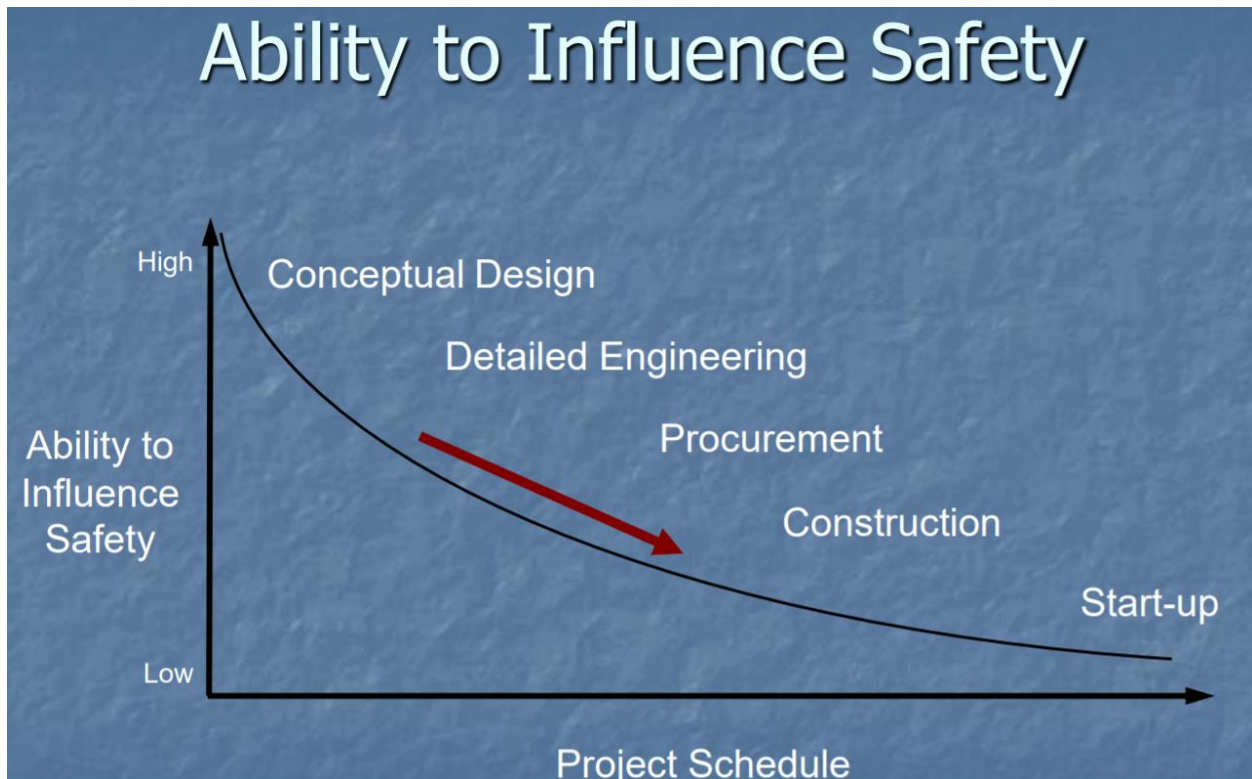 Ability to Influence Safety
High
Conceptual Design
Detailed Engineering
Procurement
Ability to
Influence
Safety
Construction
Start-up
Low
Project Schedule